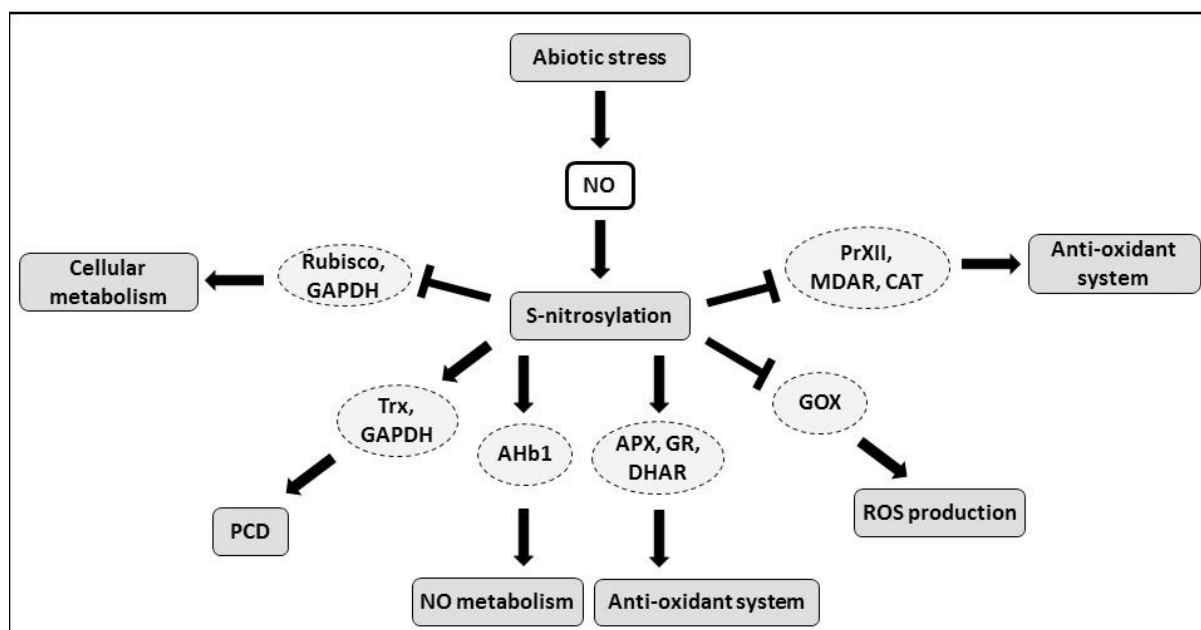 Abiotic stress
NO
Cellular
metabolism
Rubisco,
GAPDH
S-nitrosylation
PrXII,
MDAR, CAT
Anti-oxidant
system
Trx,
GAPDH
AHb1
APX, GR,
DHAR
GOX
PCD
ROS production
NO metabolism
Anti-oxidant system